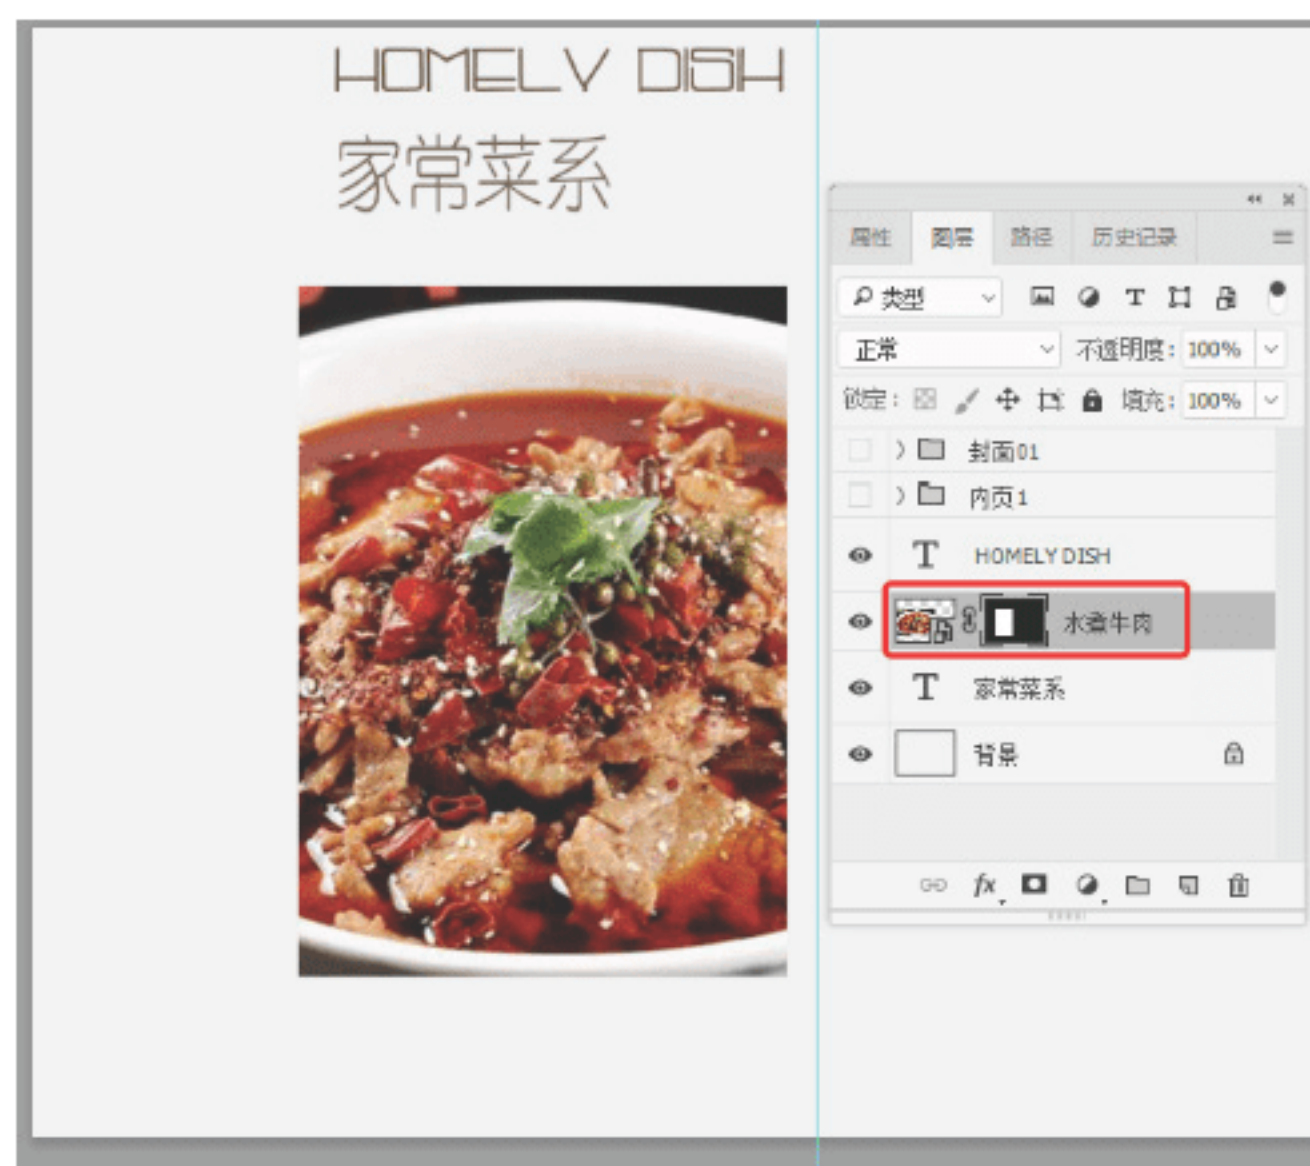 HOMELY DISH
家常菜系
属性 图层 路径 历史记录
类型
正常 不透明度: 100%
锁定: 填充: 100%
封面01
内页1
HOMELY DISH
水煮牛肉
家常菜系
背景
fx